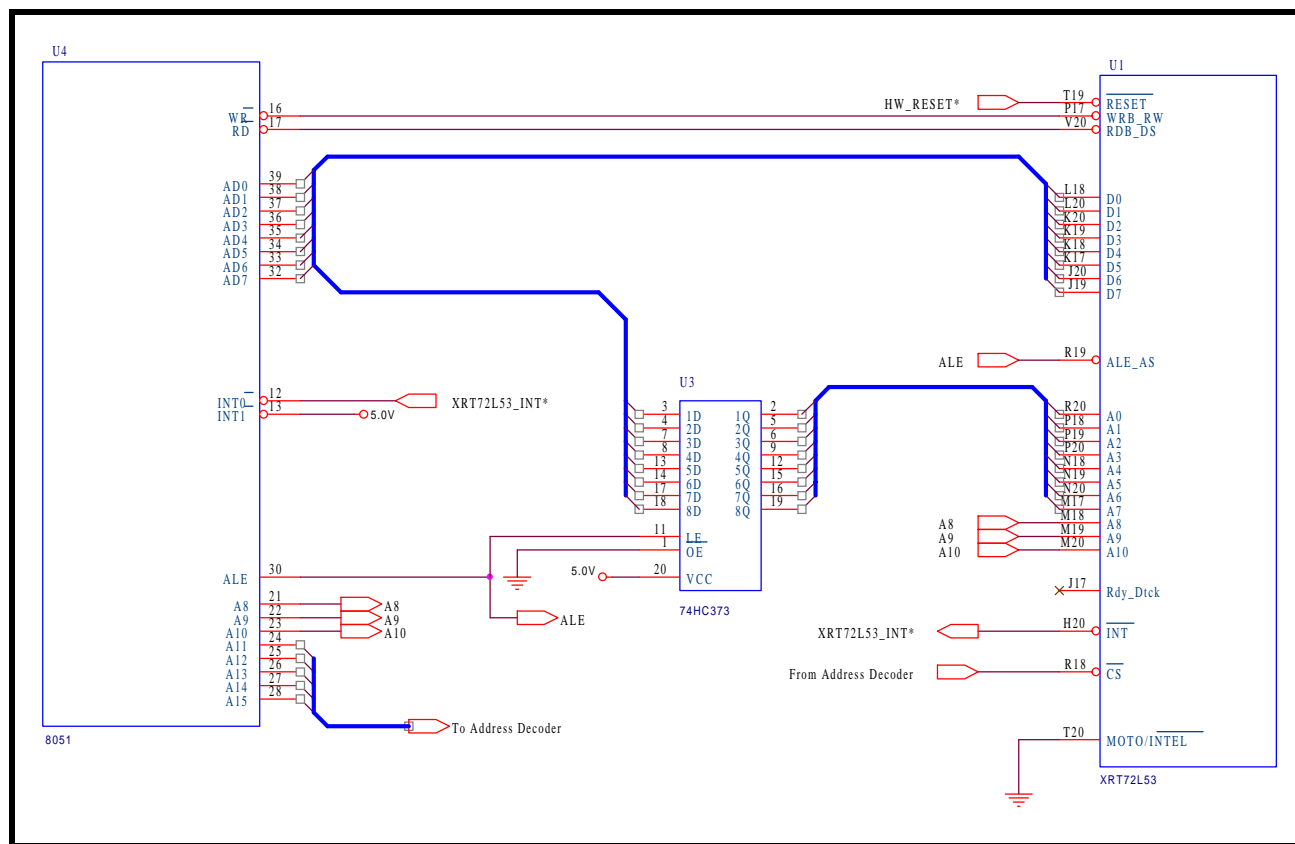 U4
8051
WR 16
RD 17
AD0 39
AD1 38
AD2 37
AD3 36
AD4 35
AD5 34
AD6 33
AD7 32
INT0 12
INT1 13
XRT72L53_INT*
5.0V
ALE 30
A8 21 A8
A9 22 A9
A10 23 A10
A11 24
A12 25
A13 26
A14 27
A15 28
To Address Decoder
ALE
U3
3 1D 1Q 2
4 2D 2Q 5
7 3D 3Q 6
8 4D 4Q 9
13 5D 5Q 12
14 6D 6Q 15
17 7D 7Q 16
18 8D 8Q 19
11 LE
1 OE
5.0V 20 VCC
74HC373
U1
HW_RESET* T19 RESET
P17 WRB_RW
V20 RDB_DS
L18 D0
L20 D1
K20 D2
K19 D3
K18 D4
K17 D5
J20 D6
J19 D7
ALE R19 ALE_AS
R20 A0
P18 A1
P19 A2
P20 A3
N18 A4
N19 A5
N20 A6
M17 A7
A8 M18 A8
A9 M19 A9
A10 M20 A10
J17 Rdy_Dtck
XRT72L53_INT* H20 INT
From Address Decoder R18 CS
T20 MOTO/INTEL
XRT72L53